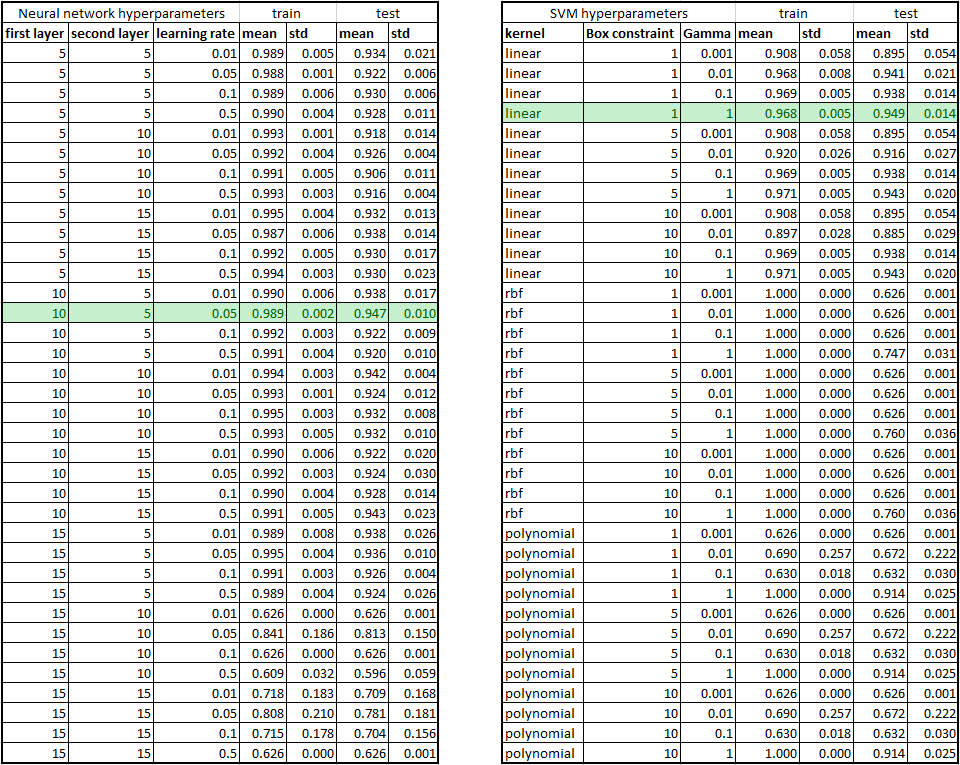 Neural network hyperparameters train test
first layer second layer learning rate mean std mean std
5 5 0.01 0.989 0.005 0.934 0.021
5 5 0.05 0.988 0.001 0.922 0.006
5 5 0.1 0.989 0.006 0.930 0.006
5 5 0.5 0.990 0.004 0.928 0.011
5 10 0.01 0.993 0.001 0.918 0.014
5 10 0.05 0.992 0.004 0.926 0.004
5 10 0.1 0.991 0.005 0.906 0.011
5 10 0.5 0.993 0.003 0.916 0.004
5 15 0.01 0.995 0.004 0.932 0.013
5 15 0.05 0.987 0.006 0.938 0.014
5 15 0.1 0.992 0.005 0.930 0.017
5 15 0.5 0.994 0.003 0.930 0.023
10 5 0.01 0.990 0.006 0.938 0.017
10 5 0.05 0.989 0.002 0.947 0.010
10 5 0.1 0.992 0.003 0.922 0.009
10 5 0.5 0.991 0.004 0.920 0.010
10 10 0.01 0.994 0.003 0.942 0.004
10 10 0.05 0.993 0.001 0.924 0.012
10 10 0.1 0.995 0.003 0.932 0.008
10 10 0.5 0.993 0.005 0.932 0.010
10 15 0.01 0.990 0.006 0.922 0.020
10 15 0.05 0.992 0.003 0.924 0.030
10 15 0.1 0.990 0.004 0.928 0.014
10 15 0.5 0.991 0.005 0.943 0.023
15 5 0.01 0.989 0.008 0.938 0.026
15 5 0.05 0.995 0.004 0.936 0.010
15 5 0.1 0.991 0.003 0.926 0.004
15 5 0.5 0.989 0.004 0.924 0.026
15 10 0.01 0.626 0.000 0.626 0.001
15 10 0.05 0.841 0.186 0.813 0.150
15 10 0.1 0.626 0.000 0.626 0.001
15 10 0.5 0.609 0.032 0.596 0.059
15 15 0.01 0.718 0.183 0.709 0.168
15 15 0.05 0.808 0.210 0.781 0.181
15 15 0.1 0.715 0.178 0.704 0.156
15 15 0.5 0.626 0.000 0.626 0.001
SVM hyperparameters train test
kernel Box constraint Gamma mean std mean std
linear 1 0.001 0.908 0.058 0.895 0.054
linear 1 0.01 0.968 0.008 0.941 0.021
linear 1 0.1 0.969 0.005 0.938 0.014
linear 1 1 0.968 0.005 0.949 0.014
linear 5 0.001 0.908 0.058 0.895 0.054
linear 5 0.01 0.920 0.026 0.916 0.027
linear 5 0.1 0.969 0.005 0.938 0.014
linear 5 1 0.971 0.005 0.943 0.020
linear 10 0.001 0.908 0.058 0.895 0.054
linear 10 0.01 0.897 0.028 0.885 0.029
linear 10 0.1 0.969 0.005 0.938 0.014
linear 10 1 0.971 0.005 0.943 0.020
rbf 1 0.001 1.000 0.000 0.626 0.001
rbf 1 0.01 1.000 0.000 0.626 0.001
rbf 1 0.1 1.000 0.000 0.626 0.001
rbf 1 1 1.000 0.000 0.747 0.031
rbf 5 0.001 1.000 0.000 0.626 0.001
rbf 5 0.01 1.000 0.000 0.626 0.001
rbf 5 0.1 1.000 0.000 0.626 0.001
rbf 5 1 1.000 0.000 0.760 0.036
rbf 10 0.001 1.000 0.000 0.626 0.001
rbf 10 0.01 1.000 0.000 0.626 0.001
rbf 10 0.1 1.000 0.000 0.626 0.001
rbf 10 1 1.000 0.000 0.760 0.036
polynomial 1 0.001 0.626 0.000 0.626 0.001
polynomial 1 0.01 0.690 0.257 0.672 0.222
polynomial 1 0.1 0.630 0.018 0.632 0.030
polynomial 1 1 1.000 0.000 0.914 0.025
polynomial 5 0.001 0.626 0.000 0.626 0.001
polynomial 5 0.01 0.690 0.257 0.672 0.222
polynomial 5 0.1 0.630 0.018 0.632 0.030
polynomial 5 1 1.000 0.000 0.914 0.025
polynomial 10 0.001 0.626 0.000 0.626 0.001
polynomial 10 0.01 0.690 0.257 0.672 0.222
polynomial 10 0.1 0.630 0.018 0.632 0.030
polynomial 10 1 1.000 0.000 0.914 0.025